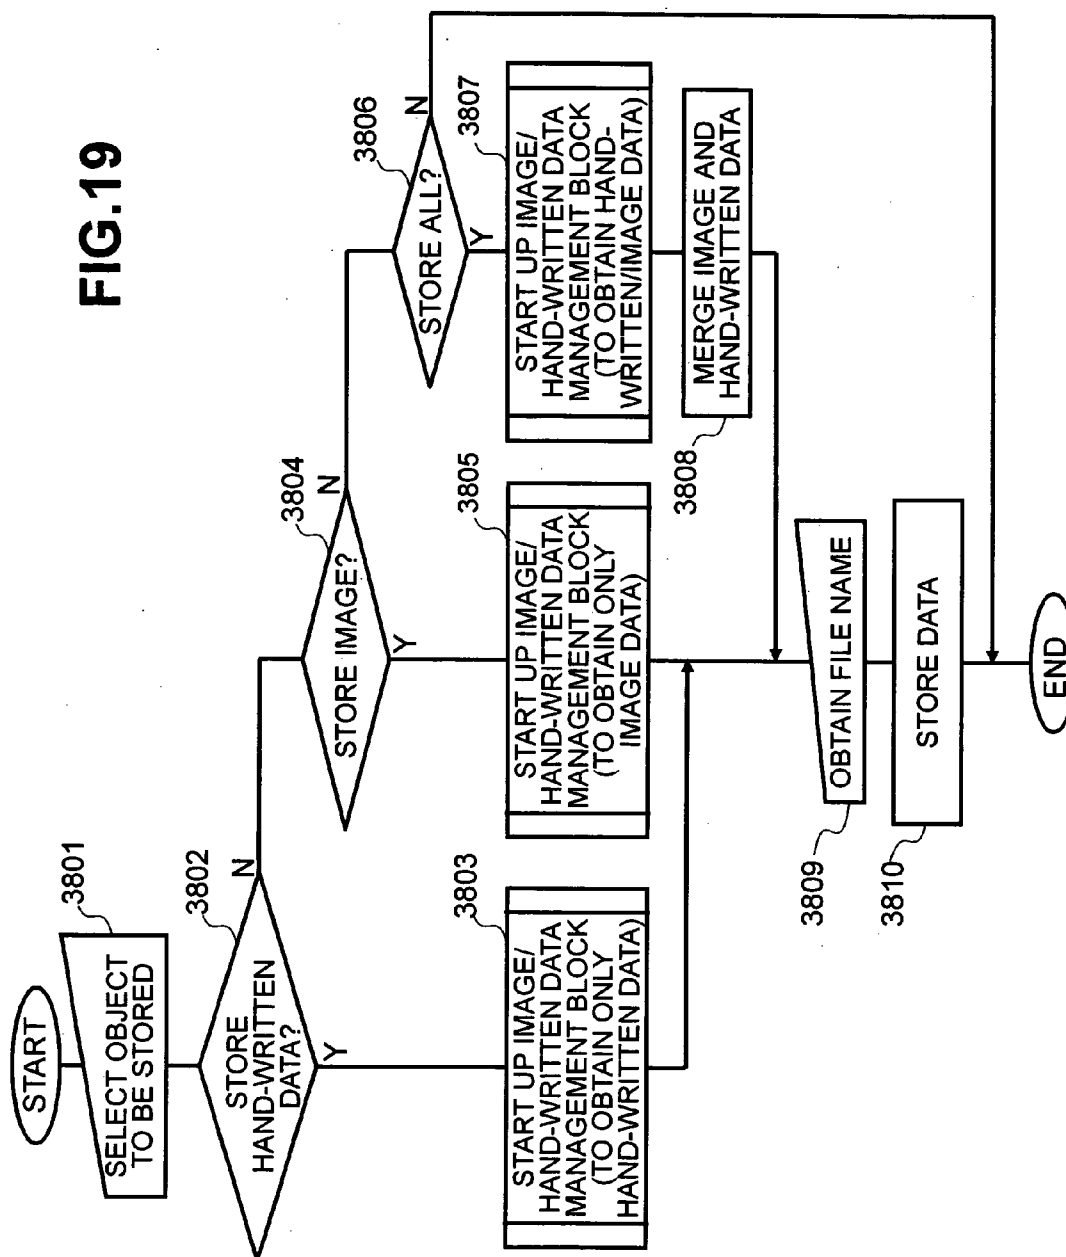 FIG.19
START
3801
SELECT OBJECT
TO BE STORED
3802
STORE
HAND-WRITTEN
DATA?
N
Y
3803
START UP IMAGE/
HAND-WRITTEN DATA
MANAGEMENT BLOCK
(TO OBTAIN ONLY
HAND-WRITTEN DATA)
3804
STORE IMAGE?
N
Y
3805
START UP IMAGE/
HAND-WRITTEN DATA
MANAGEMENT BLOCK
(TO OBTAIN ONLY
IMAGE DATA)
3806
STORE ALL?
N
Y
3807
START UP IMAGE/
HAND-WRITTEN DATA
MANAGEMENT BLOCK
(TO OBTAIN HAND-
WRITTEN/IMAGE DATA)
3808
MERGE IMAGE AND
HAND-WRITTEN DATA
3809
OBTAIN FILE NAME
3810
STORE DATA
END